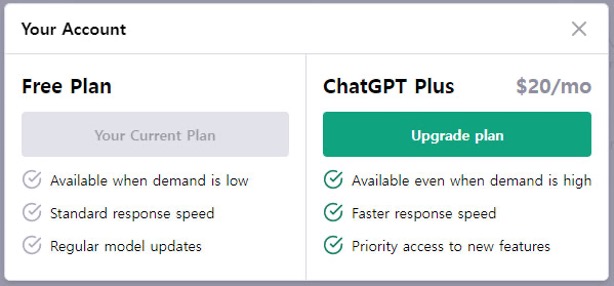 Your Account
Free Plan
Your Current Plan
Available when demand is low
Standard response speed
Regular model updates
ChatGPT Plus $20/mo
Upgrade plan
Available even when demand is high
Faster response speed
Priority access to new features